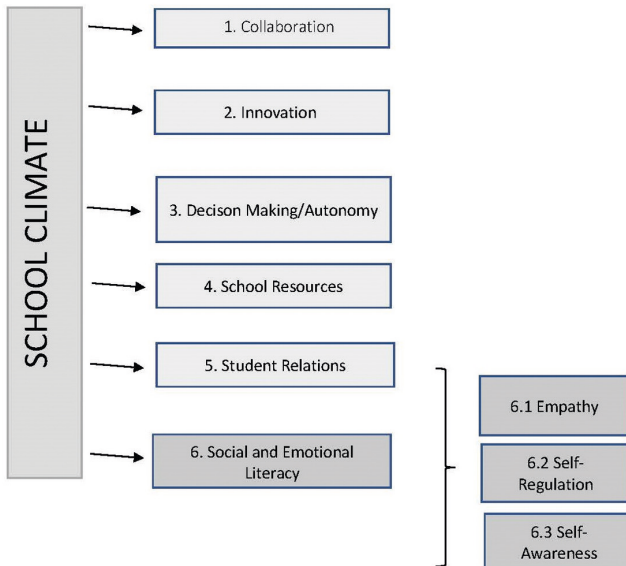 SCHOOL CLIMATE
1. Collaboration
2. Innovation
3. Decison Making/Autonomy
4. School Resources
5. Student Relations
6. Social and Emotional
Literacy
6.1 Empathy
6.2 Self-
Regulation
6.3 Self-
Awareness